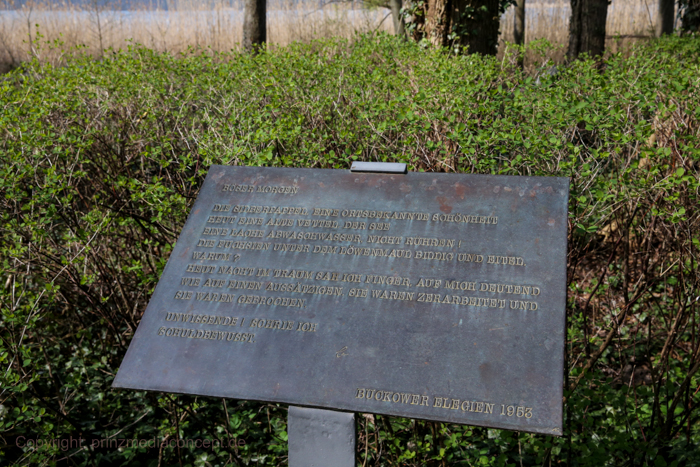 BÖSER MORGEN
DIE SILBERPAPPEL, EINE ORTSBEKANNTE SCHÖNHEIT
HEUT EINE ALTE VETTEL. DER SEE
EINE LACHE ABWASCHWASSER, NICHT RÜHREN!
DIE FUCHSIEN UNTER DEM LÖWENMAUL BILLIG UND EITEL.
WARUM?
HEUT NACHT IM TRAUM SAH ICH FINGER, AUF MICH DEUTEND
WIE AUF EINEN AUSSÄTZIGEN. SIE WAREN ZERARBEITET UND
SIE WAREN GEBROCHEN.
UNWISSENDE! SCHRIE ICH
SCHULDBEWUSST.
BUCKOWER ELEGIEN 1953
Copyright: prinzmediaconcept.de